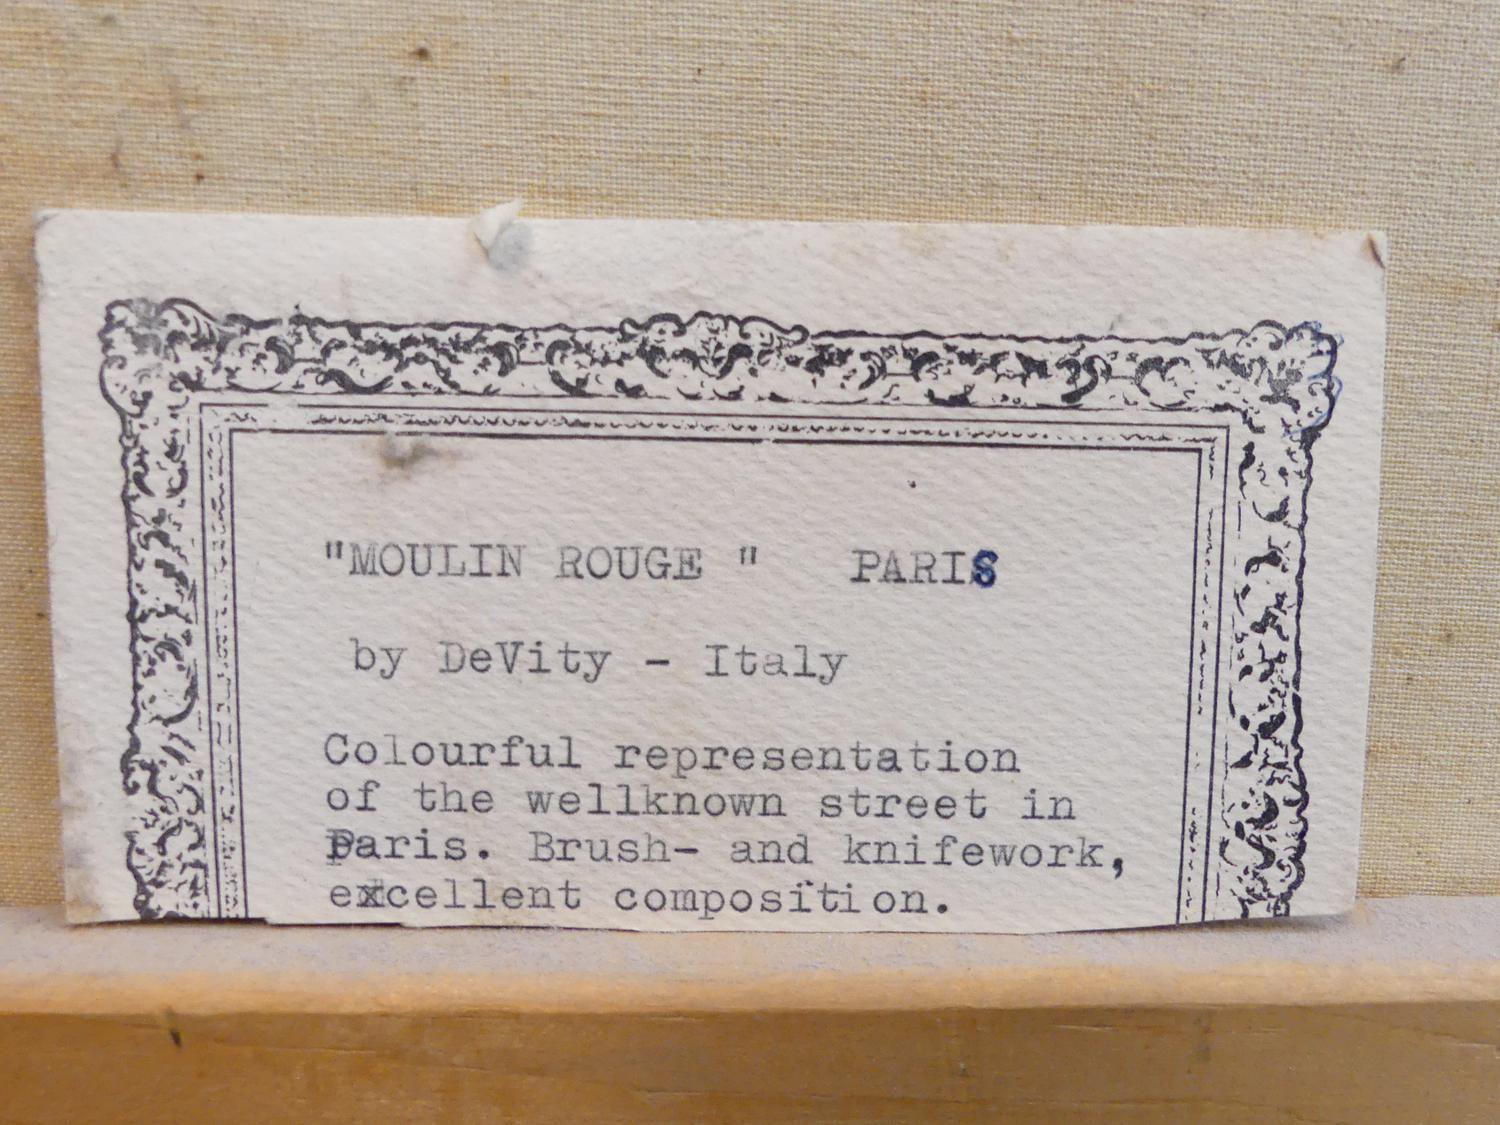 "MOULIN ROUGE " PARIS
by DeVity - Italy
Colourful representation
of the wellknown street in
Paris. Brush- and knifework,
excellent composition.